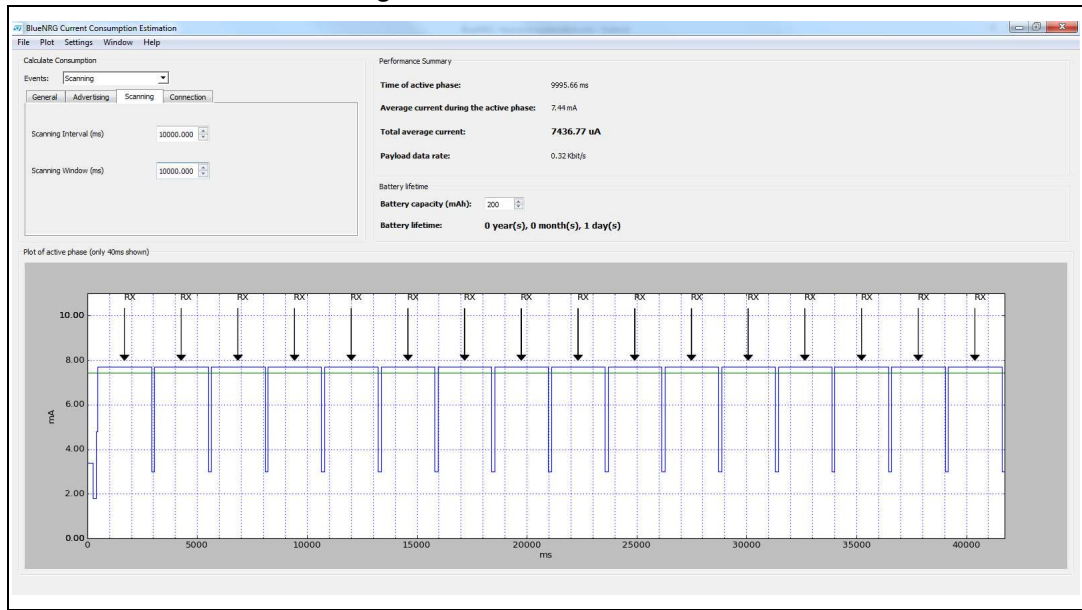 BlueNRG Current Consumption Estimation
File Plot Settings Window Help
Calculate Consumption
Events: Scanning
General Advertising Scanning Connection
Scanning Interval (ms) 10000.000
Scanning Window (ms) 10000.000
Performance Summary
Time of active phase: 9995.66 ms
Average current during the active phase: 7.44 mA
Total average current: 7436.77 uA
Payload data rate: 0.32 Kbit/s
Battery lifetime
Battery capacity (mAh): 200
Battery lifetime: 0 year(s), 0 month(s), 1 day(s)
Plot of active phase (only 40ms shown)
RX RX RX RX RX RX RX RX RX RX RX RX RX RX RX RX
10.00
8.00
6.00
mA
4.00
2.00
0.00
0 5000 10000 15000 20000 25000 30000 35000 40000
ms